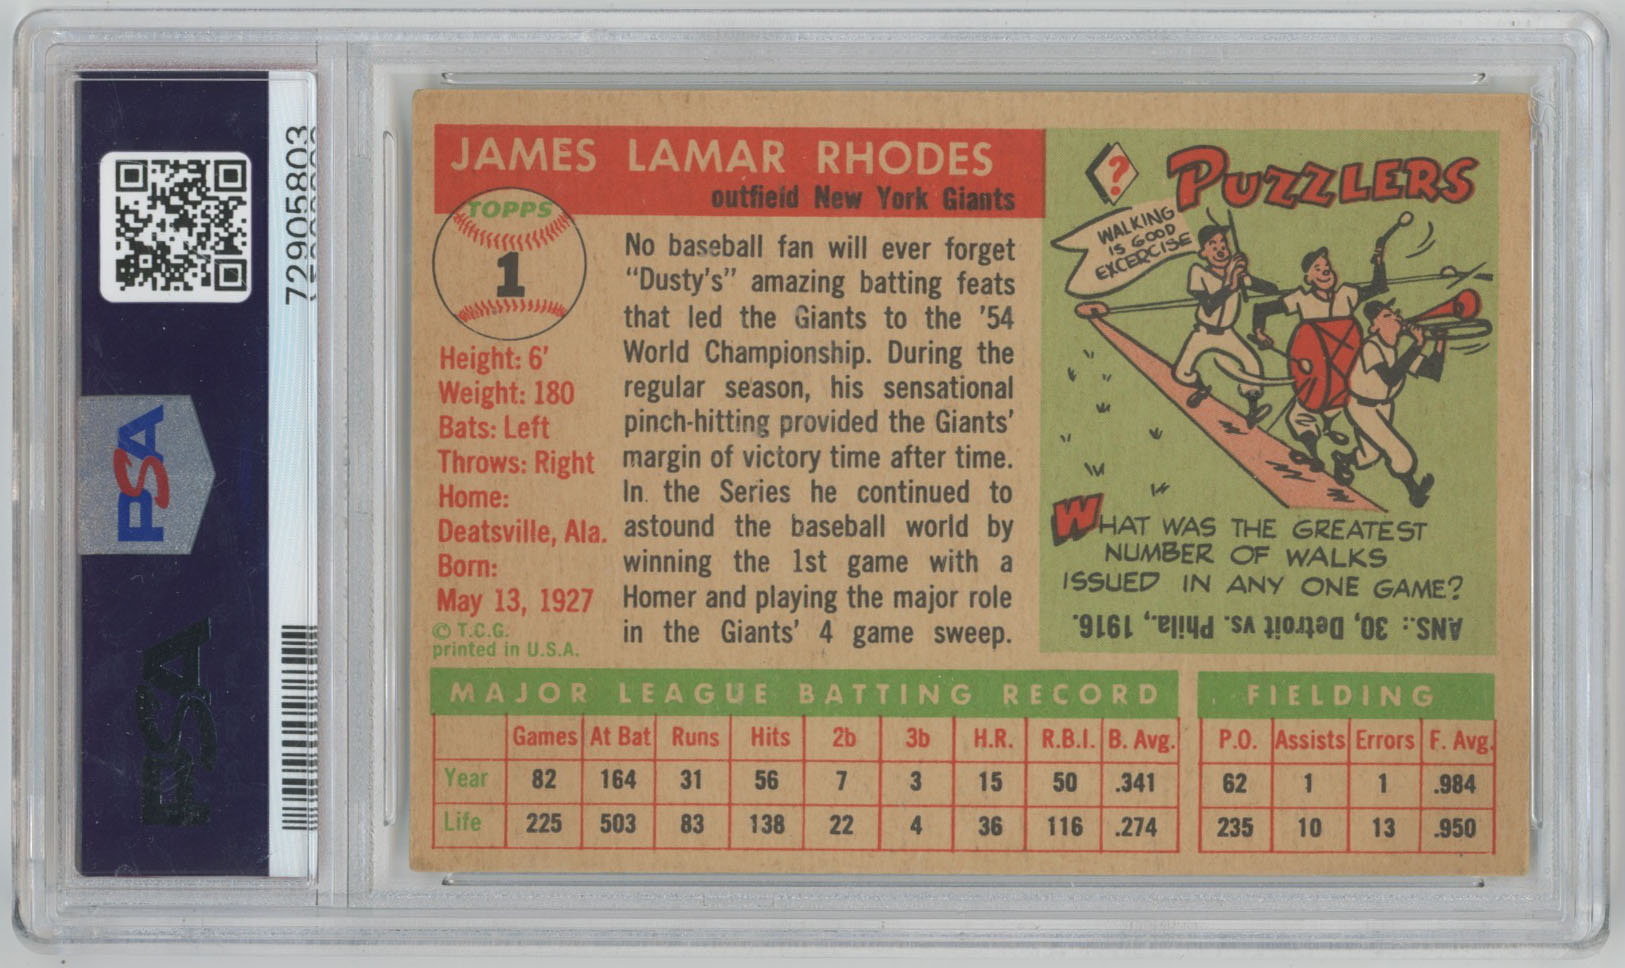 72905803
PSA
PSA
JAMES LAMAR RHODES
outfield New York Giants
TOPPS
1
Height: 6'
Weight: 180
Bats: Left
Throws: Right
Home:
Deatsville, Ala.
Born:
May 13, 1927
© T.C.G.
printed in U.S.A.
No baseball fan will ever forget
"Dusty's" amazing batting feats
that led the Giants to the '54
World Championship. During the
regular season, his sensational
pinch-hitting provided the Giants'
margin of victory time after time.
In the Series he continued to
astound the baseball world by
winning the 1st game with a
Homer and playing the major role
in the Giants' 4 game sweep.
? PUZZLERS
WALKING
IS GOOD
EXCERCISE
WHAT WAS THE GREATEST
NUMBER OF WALKS
ISSUED IN ANY ONE GAME?
ANS.: 30, Detroit vs. Phila., 1916.
MAJOR LEAGUE BATTING RECORD
Games At Bat Runs Hits 2b 3b H.R. R.B.I. B. Avg.
Year 82 164 31 56 7 3 15 50 .341
Life 225 503 83 138 22 4 36 116 .274
FIELDING
P.O. Assists Errors F. Avg.
62 1 1 .984
235 10 13 .950